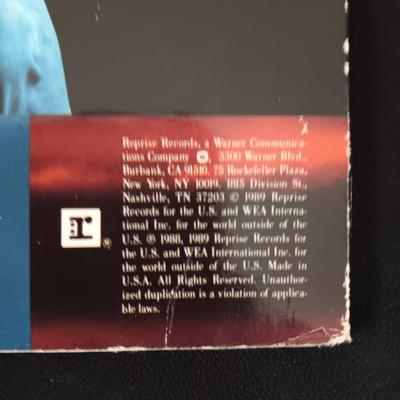 Reprise Records, a Warner Communica-
tions Company , 3300 Warner Blvd.,
Burbank, CA 91510. 75 Rockefeller Plaza,
New York, NY 10019. 1815 Division St.,
Nashville, TN 37203 © 1989 Reprise
Records for the U.S. and WEA Interna-
tional Inc. for the world outside of the
U.S. ℗ 1988, 1989 Reprise Records for
the U.S. and WEA International Inc. for
the world outside of the U.S. Made in
U.S.A. All Rights Reserved. Unauthor-
ized duplication is a violation of applica-
ble laws.
r:
®